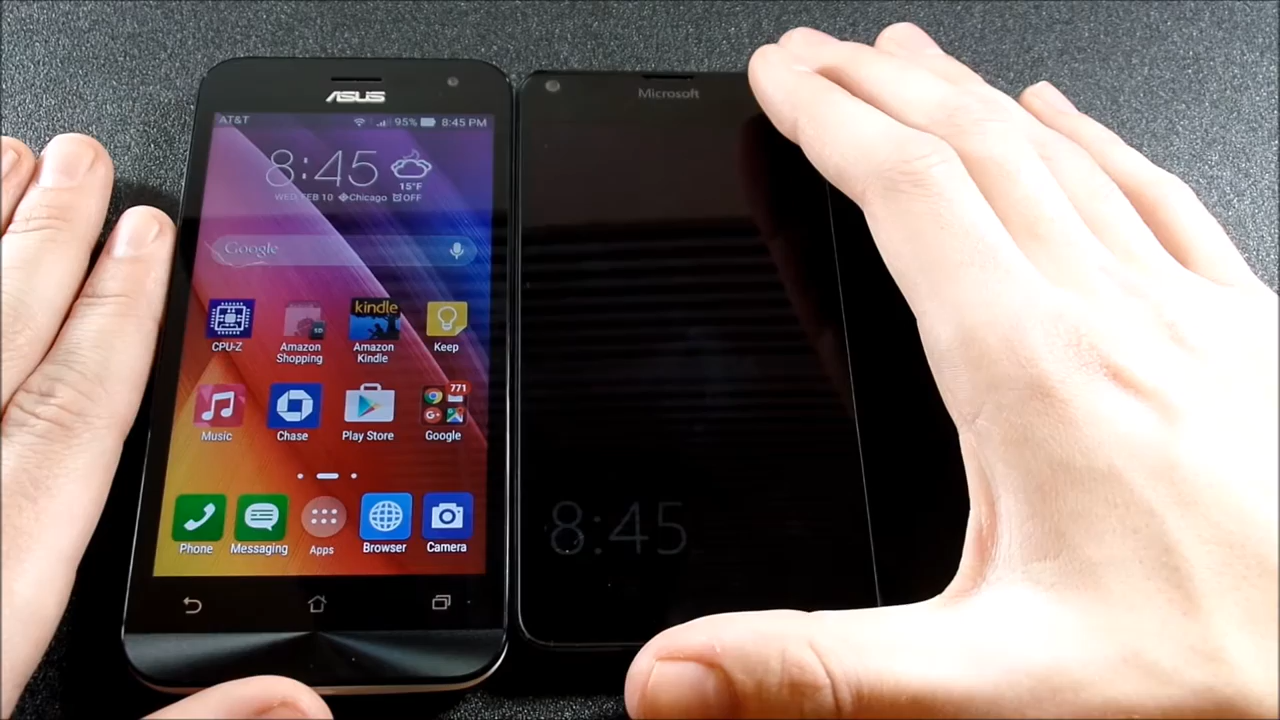 ASUS
AT&T 95% 8:45 PM
8:45
15°F
WED, FEB 10 Chicago OFF
Google
kindle
SD
CPU-Z Amazon Shopping Amazon Kindle Keep
771
G+
Music Chase Play Store Google
Phone Messaging Apps Browser Camera
Microsoft
8:45